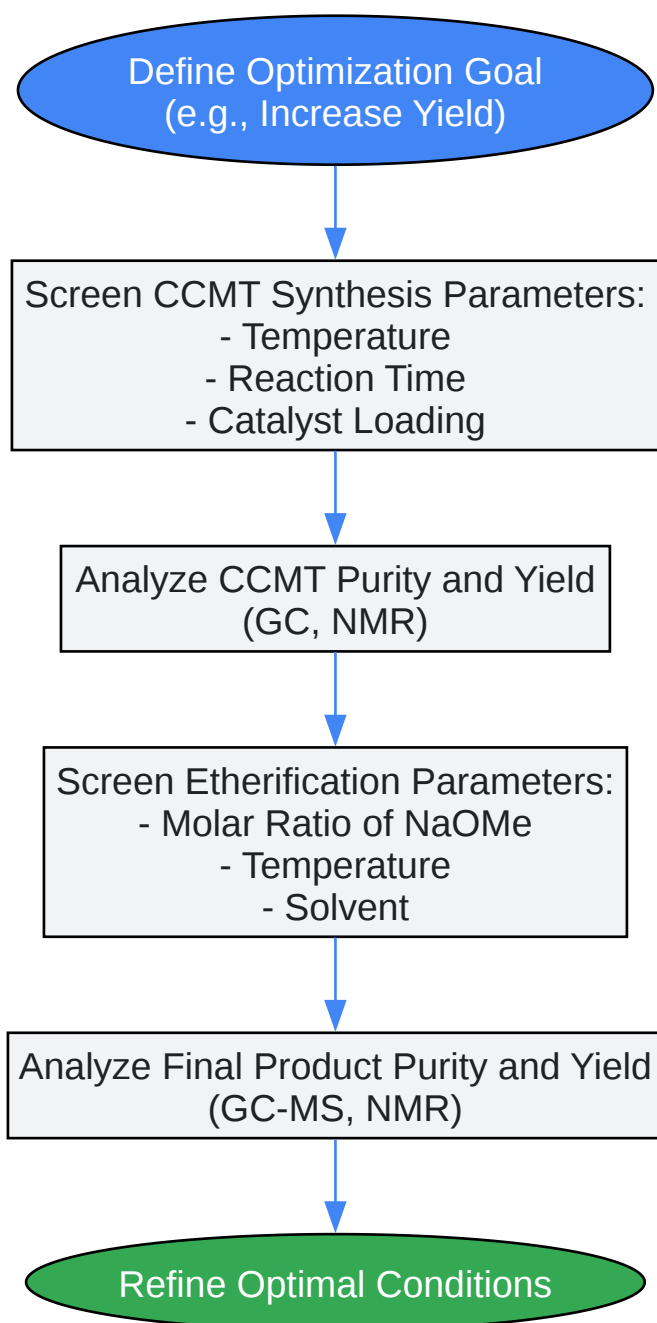 Define Optimization Goal
(e.g., Increase Yield)
Screen CCMT Synthesis Parameters:
- Temperature
- Reaction Time
- Catalyst Loading
Analyze CCMT Purity and Yield
(GC, NMR)
Screen Etherification Parameters:
- Molar Ratio of NaOMe
- Temperature
- Solvent
Analyze Final Product Purity and Yield
(GC-MS, NMR)
Refine Optimal Conditions